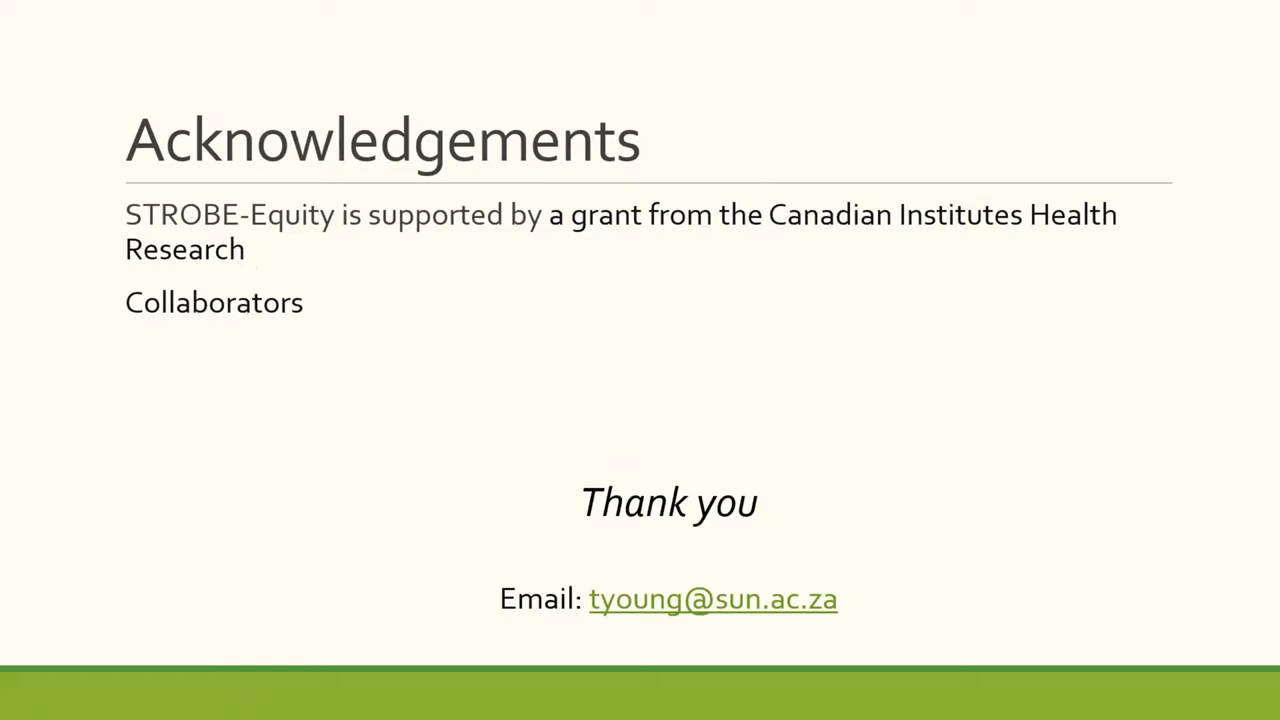 Acknowledgements
STROBE-Equity is supported by a grant from the Canadian Institutes Health
Research
Collaborators
Thank you
Email: tyoung@sun.ac.za